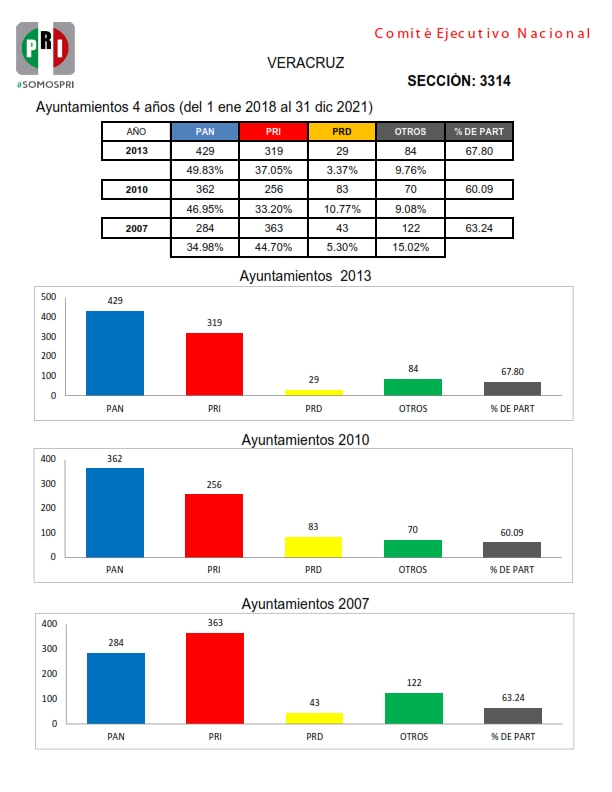 Comité Ejecutivo Nacional
PRI
#SOMOSPRI
VERACRUZ
SECCIÓN: 3314
Ayuntamientos 4 años (del 1 ene 2018 al 31 dic 2021)
AÑO PAN PRI PRD OTROS % DE PART
2013 429 319 29 84 67.80
49.83% 37.05% 3.37% 9.76%
2010 362 256 83 70 60.09
46.95% 33.20% 10.77% 9.08%
2007 284 363 43 122 63.24
34.98% 44.70% 5.30% 15.02%
Ayuntamientos 2013
500
400
300
200
100
0
429 319 29 84 67.80
PAN PRI PRD OTROS % DE PART
Ayuntamientos 2010
400
300
200
100
0
362 256 83 70 60.09
PAN PRI PRD OTROS % DE PART
Ayuntamientos 2007
400
300
200
100
0
284 363 43 122 63.24
PAN PRI PRD OTROS % DE PART